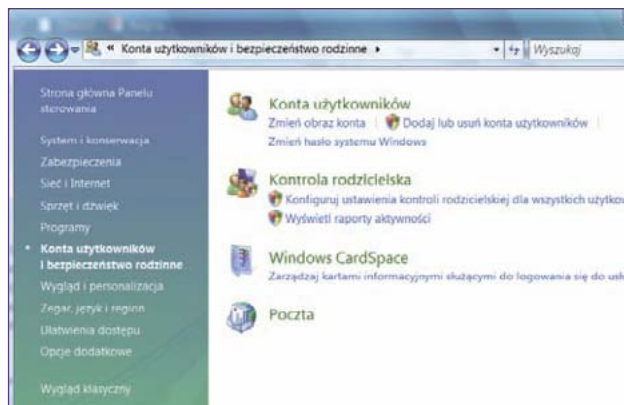 « Konta użytkowników i bezpieczeństwo rodzinne
Wyszukaj
Strona główna Panelu
sterowania
System i konserwacja
Zabezpieczenia
Sieć i Internet
Sprzęt i dźwięk
Programy
Konta użytkowników
i bezpieczeństwo rodzinne
Wygląd i personalizacja
Zegar, język i region
Ułatwienia dostępu
Opcje dodatkowe
Wygląd klasyczny
Konta użytkowników
Zmień obraz konta | Dodaj lub usuń konta użytkowników |
Zmień hasło systemu Windows
Kontrola rodzicielska
Konfiguruj ustawienia kontroli rodzicielskiej dla wszystkich użytkow
Wyświetl raporty aktywności
Windows CardSpace
Zarządzaj kartami informacyjnymi służącymi do logowania się do usł
Poczta